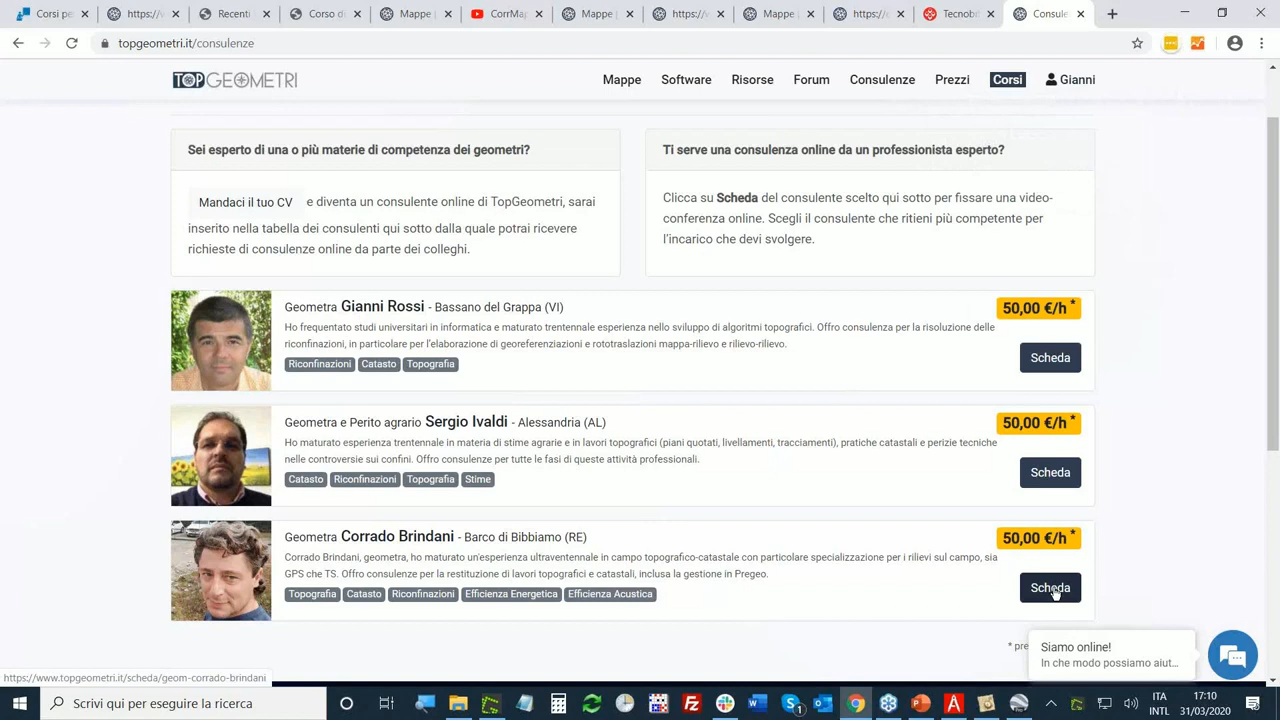 Corsi per
https://v
Recenti
Corso di
Mappe |
CorrMap
Mappe |
https://
Mappe |
https://
Tecnobit
Consule
topgeometri.it/consulenze
TOPGEOMETRI
Mappe
Software
Risorse
Forum
Consulenze
Prezzi
Corsi
Gianni
Sei esperto di una o più materie di competenza dei geometri?
Mandaci il tuo CV e diventa un consulente online di TopGeometri, sarai
inserito nella tabella dei consulenti qui sotto dalla quale potrai ricevere
richieste di consulenze online da parte dei colleghi.
Ti serve una consulenza online da un professionista esperto?
Clicca su Scheda del consulente scelto qui sotto per fissare una video-
conferenza online. Scegli il consulente che ritieni più competente per
l'incarico che devi svolgere.
Geometra Gianni Rossi - Bassano del Grappa (VI)
50,00 €/h *
Ho frequentato studi universitari in informatica e maturato trentennale esperienza nello sviluppo di algoritmi topografici. Offro consulenza per la risoluzione delle
riconfinazioni, in particolare per l'elaborazione di georeferenziazioni e rototraslazioni mappa-rilievo e rilievo-rilievo.
Scheda
Riconfinazioni Catasto Topografia
Geometra e Perito agrario Sergio Ivaldi - Alessandria (AL)
50,00 €/h *
Ho maturato esperienza trentennale in materia di stime agrarie e in lavori topografici (piani quotati, livellamenti, tracciamenti), pratiche catastali e perizie tecniche
nelle controversie sui confini. Offro consulenze per tutte le fasi di queste attività professionali.
Scheda
Catasto Riconfinazioni Topografia Stime
Geometra Corrado Brindani - Barco di Bibbiamo (RE)
50,00 €/h *
Corrado Brindani, geometra, ho maturato un'esperienza ultraventennale in campo topografico-catastale con particolare specializzazione per i rilievi sul campo, sia
GPS che TS. Offro consulenze per la restituzione di lavori topografici e catastali, inclusa la gestione in Pregeo.
Scheda
Topografia Catasto Riconfinazioni Efficienza Energetica Efficienza Acustica
* pre
Siamo online!
In che modo possiamo aiut...
https://www.topgeometri.it/scheda/geom-corrado-brindani
Scrivi qui per eseguire la ricerca
ITA
INTL
17:10
31/03/2020